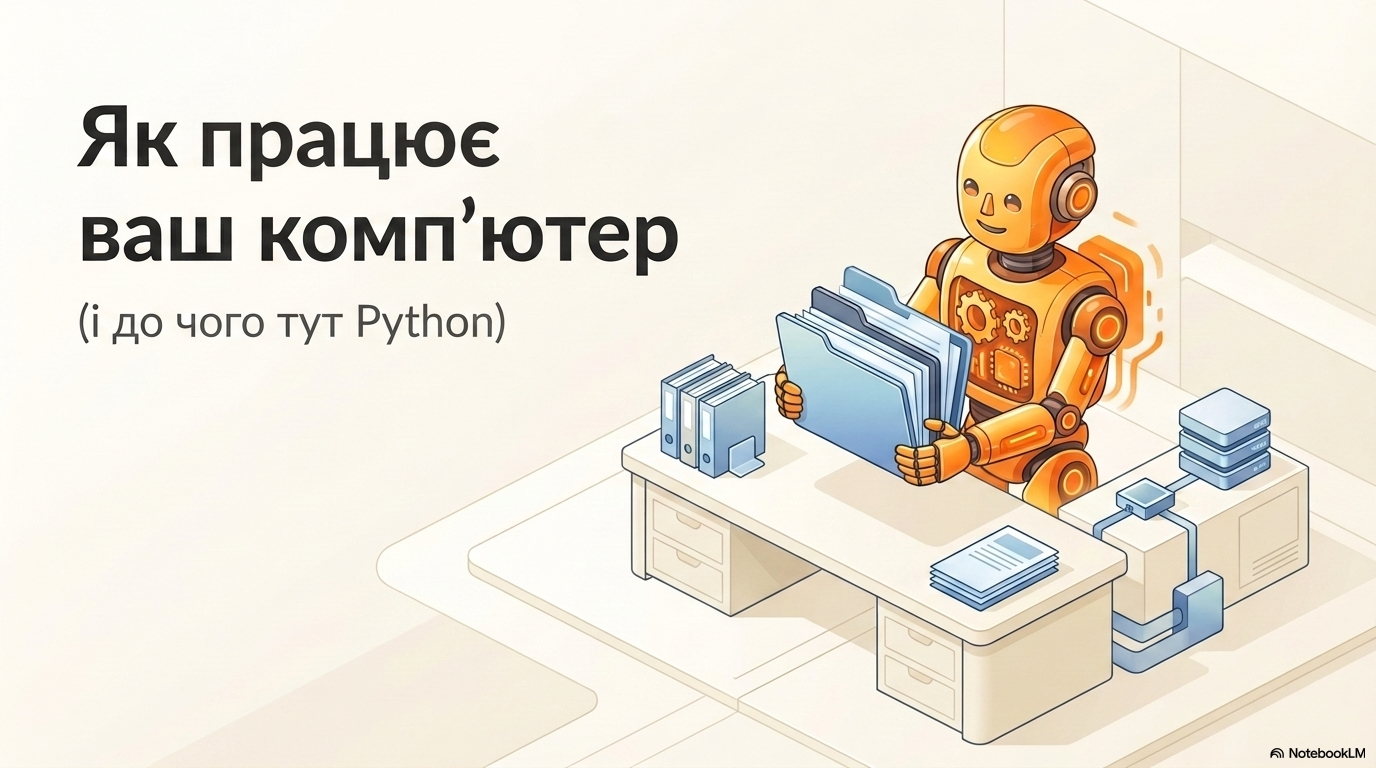 Як працює
ваш комп’ютер
(і до чого тут Python)
NotebookLM